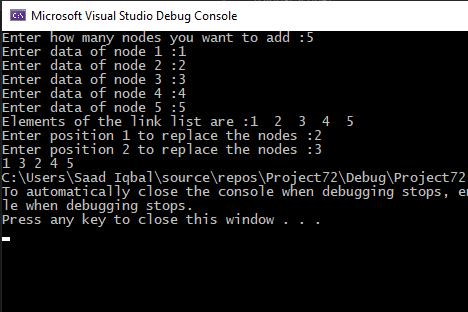 Microsoft Visual Studio Debug Console
Enter how many nodes you want to add :5
Enter data of node 1 :1
Enter data of node 2 :2
Enter data of node 3 :3
Enter data of node 4 :4
Enter data of node 5 :5
Elements of the link list are :1  2  3  4  5
Enter position 1 to replace the nodes :2
Enter position 2 to replace the nodes :3
1 3 2 4 5
C:\Users\Saad Iqbal\source\repos\Project72\Debug\Project72
To automatically close the console when debugging stops, en
le when debugging stops.
Press any key to close this window . . .